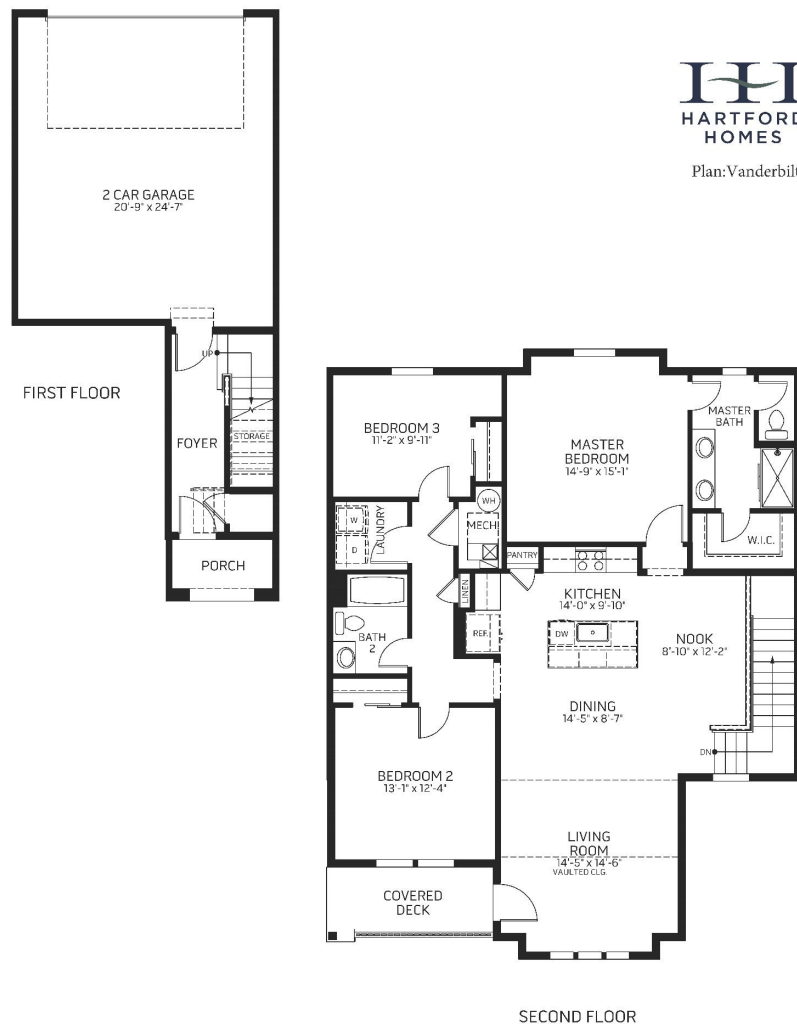 HARTFORD
HOMES
Plan:Vanderbilt
2 CAR GARAGE
20'-9" x 24'-7"
UP
FIRST FLOOR
FOYER
STORAGE
PORCH
BEDROOM 3
11'-2" x 9'-11"
MASTER
BEDROOM
14'-9" x 15'-1"
MASTER
BATH
W
D
LAUNDRY
WH
MECH
W.I.C.
PANTRY
LINEN
KITCHEN
14'-0" x 9'-10"
REF.
DW
NOOK
8'-10" x 12'-2"
BATH
2
DINING
14'-5" x 8'-7"
DN
BEDROOM 2
13'-1" x 12'-4"
LIVING
ROOM
14'-5" x 14'-6"
VAULTED CLG.
COVERED
DECK
SECOND FLOOR